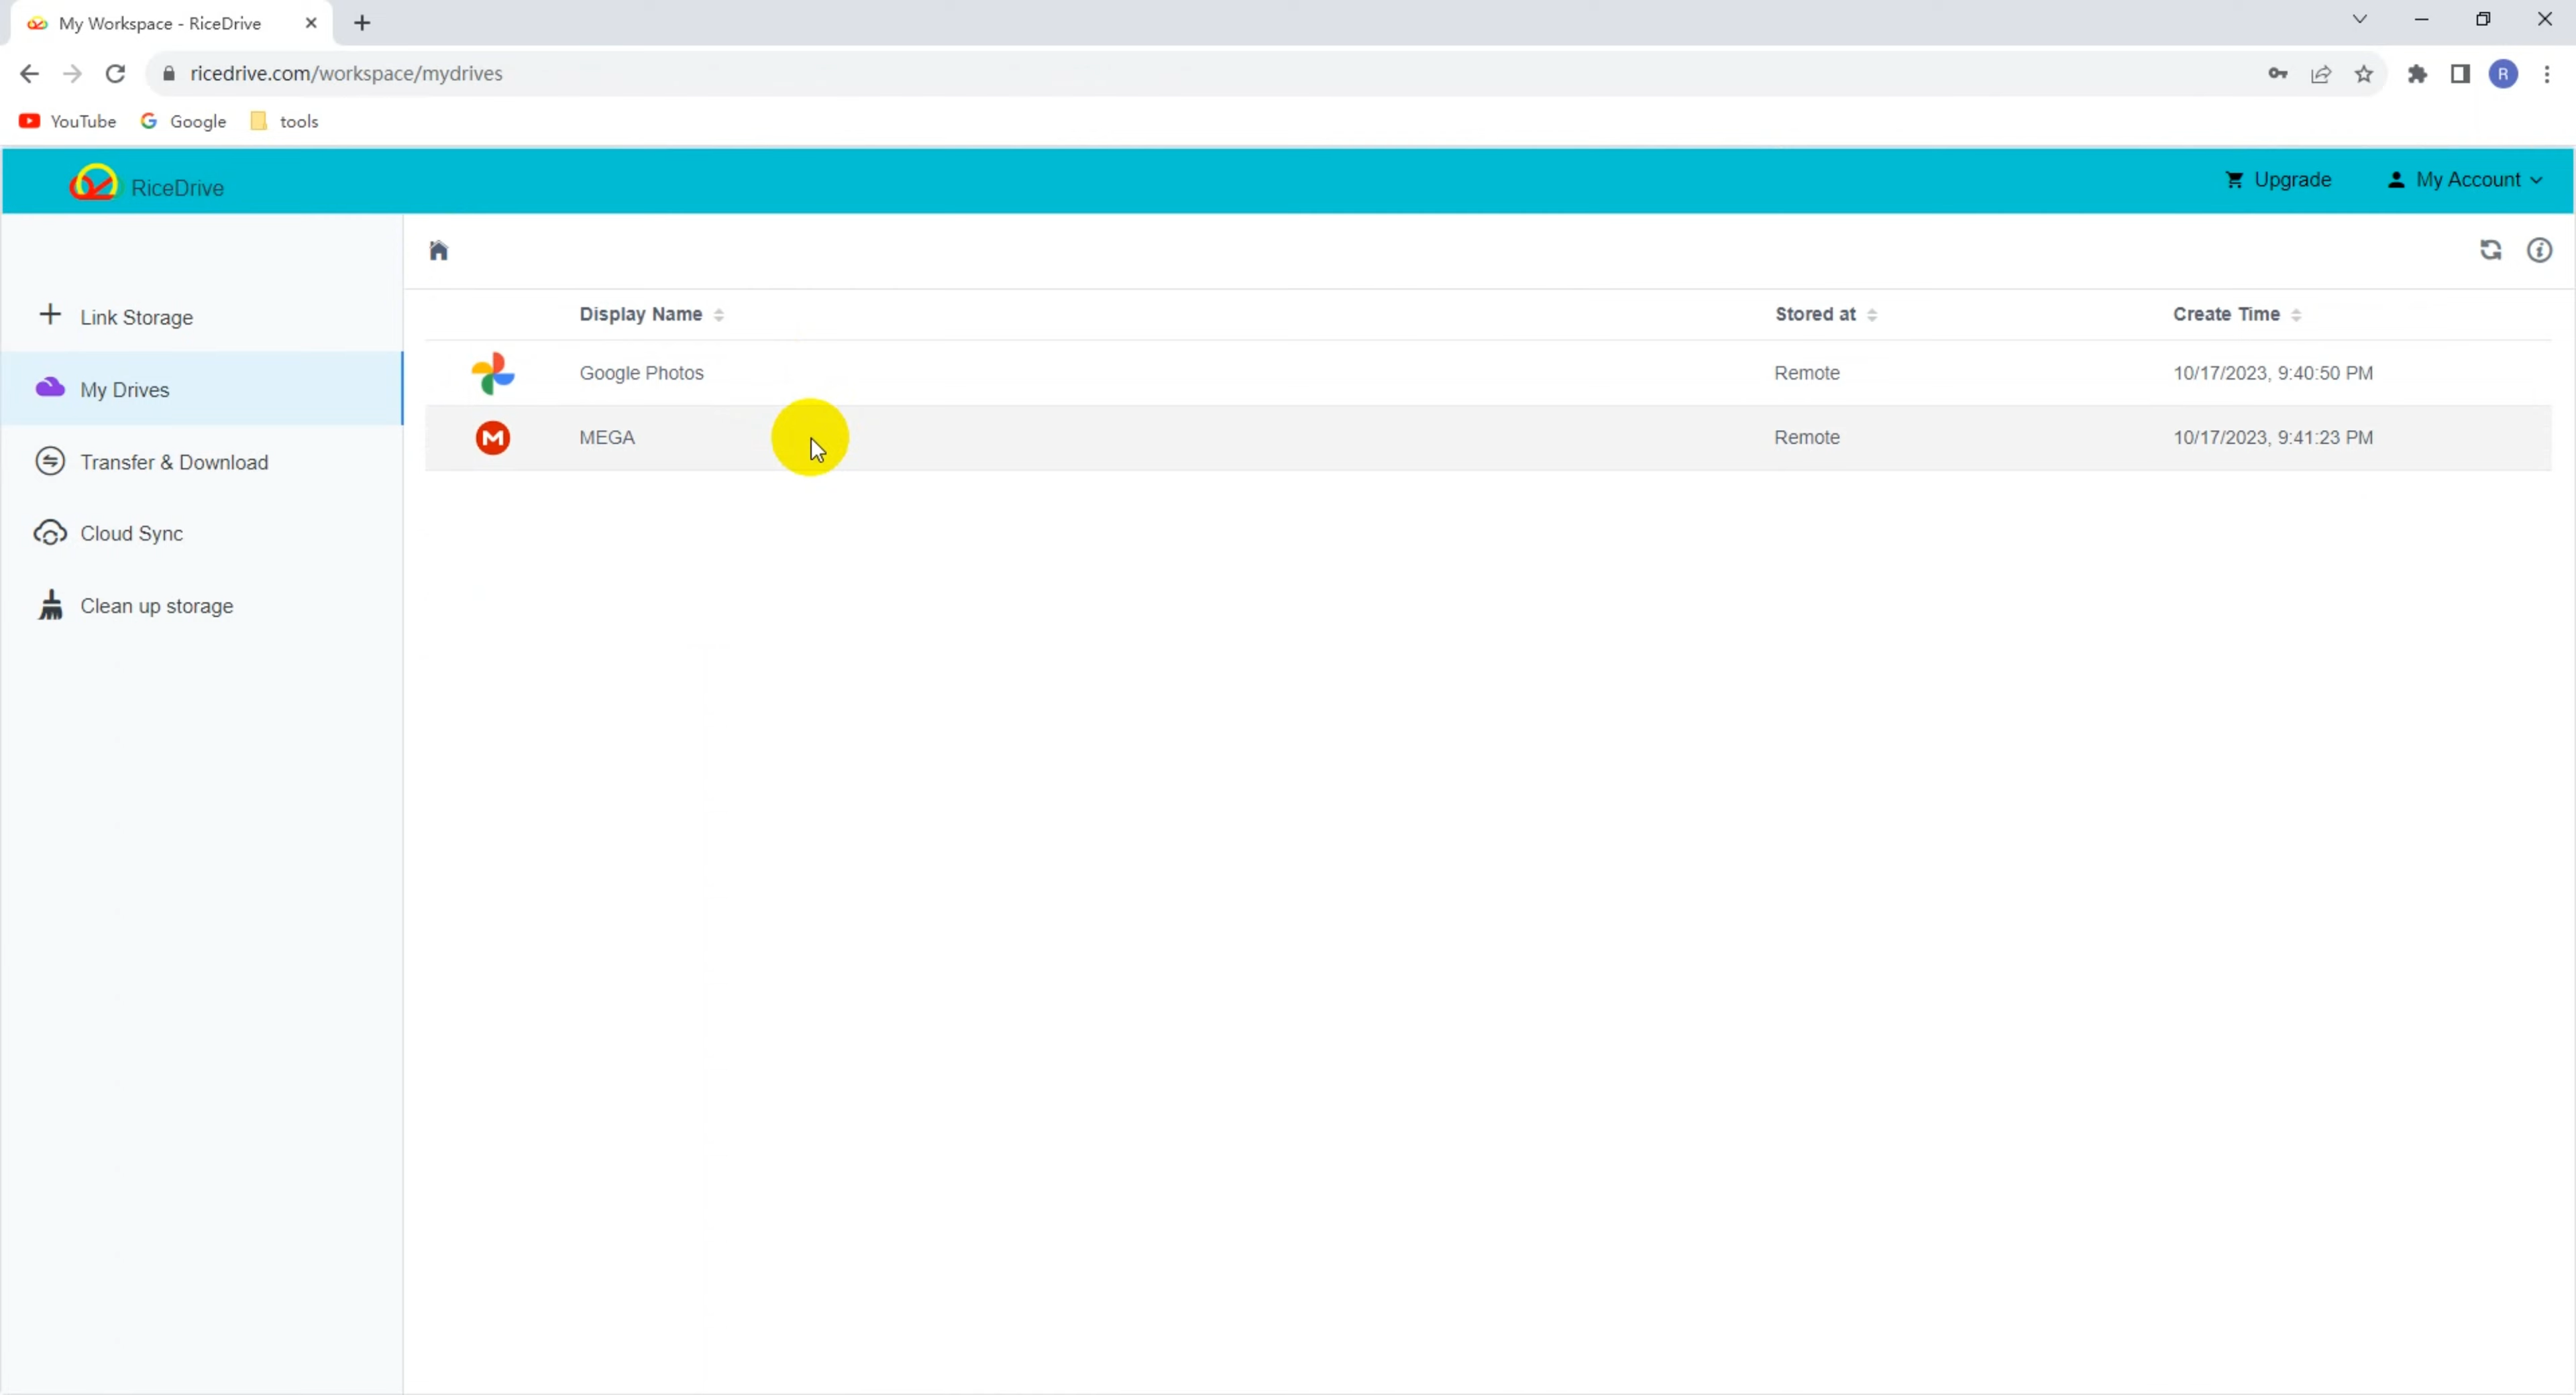 My Workspace - RiceDrive
ricedrive.com/workspace/mydrives
R
YouTube Google tools
RiceDrive
Upgrade My Account
Link Storage
My Drives
Transfer & Download
Cloud Sync
Clean up storage
Display Name Stored at Create Time
Google Photos Remote 10/17/2023, 9:40:50 PM
M MEGA Remote 10/17/2023, 9:41:23 PM